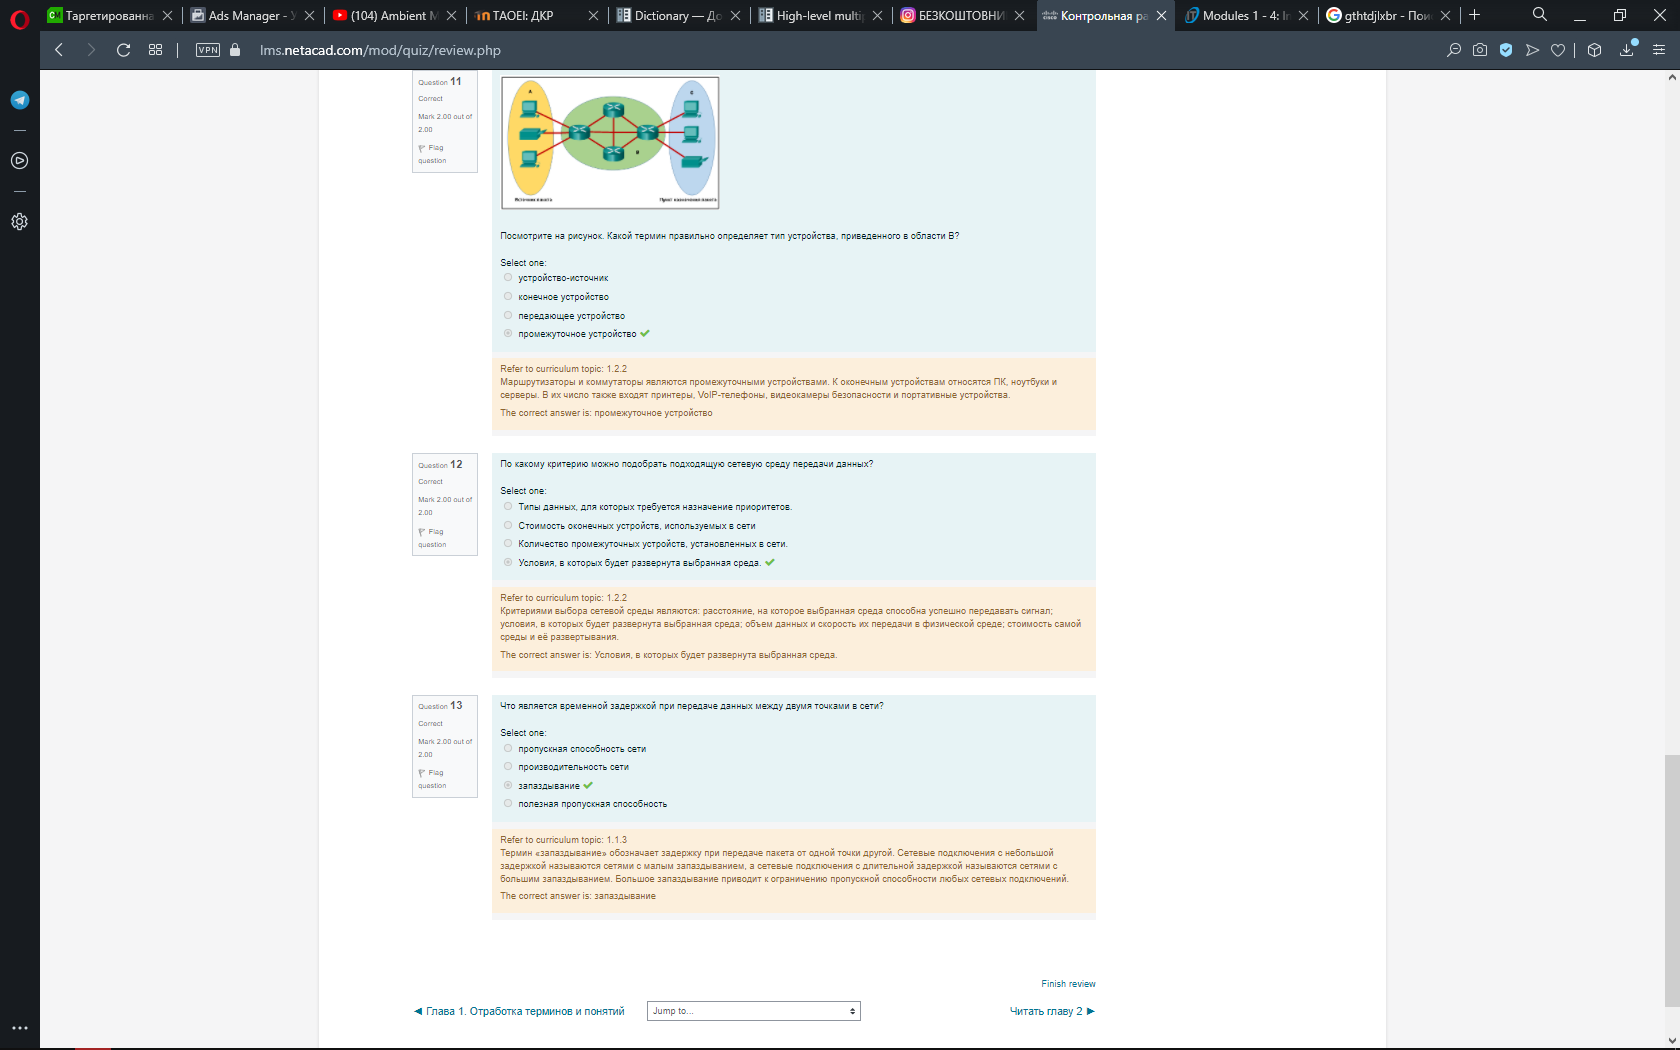 Таргетированна
Ads Manager - У
(104) Ambient M
TAOEI: ДКР
Dictionary — До
High-level multip
БЕЗКОШТОВНИ
Контрольная ра
Modules 1 - 4: In
gthtdjlxbr - Пои
VPN
lms.netacad.com/mod/quiz/review.php
Question 11
Correct
Mark 2.00 out of
2.00
Flag
question
A
C
B
Источник пакета
Пункт назначения пакета
Посмотрите на рисунок. Какой термин правильно определяет тип устройства, приведенного в области B?
Select one:
устройство-источник
конечное устройство
передающее устройство
промежуточное устройство
Refer to curriculum topic: 1.2.2
Маршрутизаторы и коммутаторы являются промежуточными устройствами. К оконечным устройствам относятся ПК, ноутбуки и
серверы. В их число также входят принтеры, VoIP-телефоны, видеокамеры безопасности и портативные устройства.
The correct answer is: промежуточное устройство
Question 12
Correct
Mark 2.00 out of
2.00
Flag
question
По какому критерию можно подобрать подходящую сетевую среду передачи данных?
Select one:
Типы данных, для которых требуется назначение приоритетов.
Стоимость оконечных устройств, используемых в сети
Количество промежуточных устройств, установленных в сети.
Условия, в которых будет развернута выбранная среда.
Refer to curriculum topic: 1.2.2
Критериями выбора сетевой среды являются: расстояние, на которое выбранная среда способна успешно передавать сигнал;
условия, в которых будет развернута выбранная среда; объем данных и скорость их передачи в физической среде; стоимость самой
среды и её развертывания.
The correct answer is: Условия, в которых будет развернута выбранная среда.
Question 13
Correct
Mark 2.00 out of
2.00
Flag
question
Что является временной задержкой при передаче данных между двумя точками в сети?
Select one:
пропускная способность сети
производительность сети
запаздывание
полезная пропускная способность
Refer to curriculum topic: 1.1.3
Термин «запаздывание» обозначает задержку при передаче пакета от одной точки другой. Сетевые подключения с небольшой
задержкой называются сетями с малым запаздыванием, а сетевые подключения с длительной задержкой называются сетями с
большим запаздыванием. Большое запаздывание приводит к ограничению пропускной способности любых сетевых подключений.
The correct answer is: запаздывание
Finish review
◄ Глава 1. Отработка терминов и понятий
Jump to...
Читать главу 2 ►